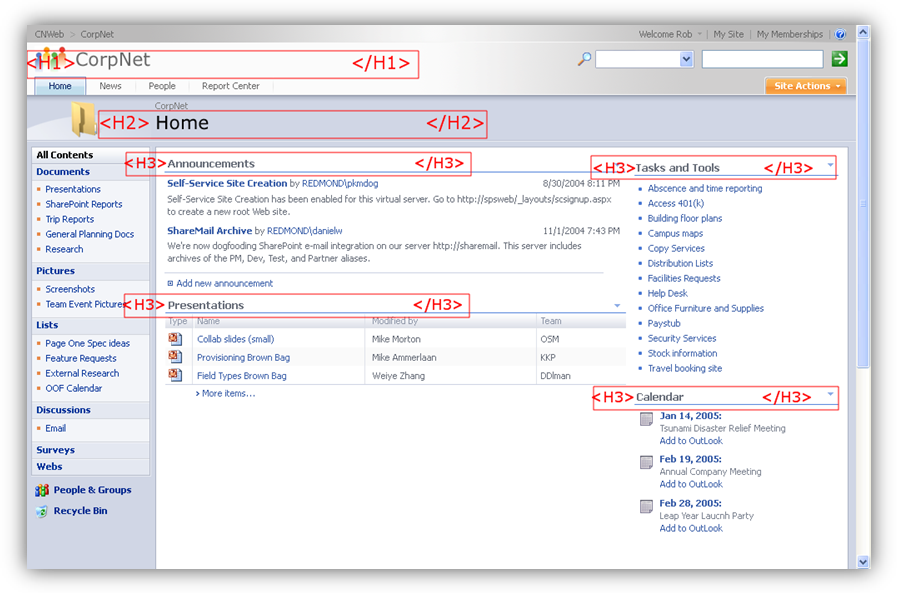 CNWeb > CorpNet
Welcome Rob | My Site | My Memberships | ?
<H1> CorpNet </H1>
Home News People Report Center
Site Actions
CorpNet
<H2> Home </H2>
All Contents
Documents
Presentations
SharePoint Reports
Trip Reports
General Planning Docs
Research
Pictures
Screenshots
Team Event Pictures
Lists
Page One Spec ideas
Feature Requests
External Research
OOF Calendar
Discussions
Email
Surveys
Webs
People & Groups
Recycle Bin
<H3> Announcements </H3>
Self-Service Site Creation by REDMOND\pkmdog 8/30/2004 8:11 PM
Self-Service Site Creation has been enabled for this virtual server. Go to http://spsweb/_layouts/scsignup.aspx
to create a new root Web site.
ShareMail Archive by REDMOND\danielw 11/1/2004 7:43 PM
We're now dogfooding SharePoint e-mail integration on our server http://sharemail. This server includes
archives of the PM, Dev, Test, and Partner aliases.
Add new announcement
<H3> Presentations </H3>
Type Name Modified by Team
Collab slides (small) Mike Morton OSM
Provisioning Brown Bag Mike Ammerlaan KKP
Field Types Brown Bag Weiye Zhang DDlman
> More items...
<H3> Tasks and Tools </H3>
Abscence and time reporting
Access 401(k)
Building floor plans
Campus maps
Copy Services
Distribution Lists
Facilities Requests
Help Desk
Office Furniture and Supplies
Paystub
Security Services
Stock information
Travel booking site
<H3> Calendar </H3>
Jan 14, 2005:
Tsunami Disaster Relief Meeting
Add to OutLook
Feb 19, 2005:
Annual Company Meeting
Add to OutLook
Feb 28, 2005:
Leap Year Laucnh Party
Add to OutLook